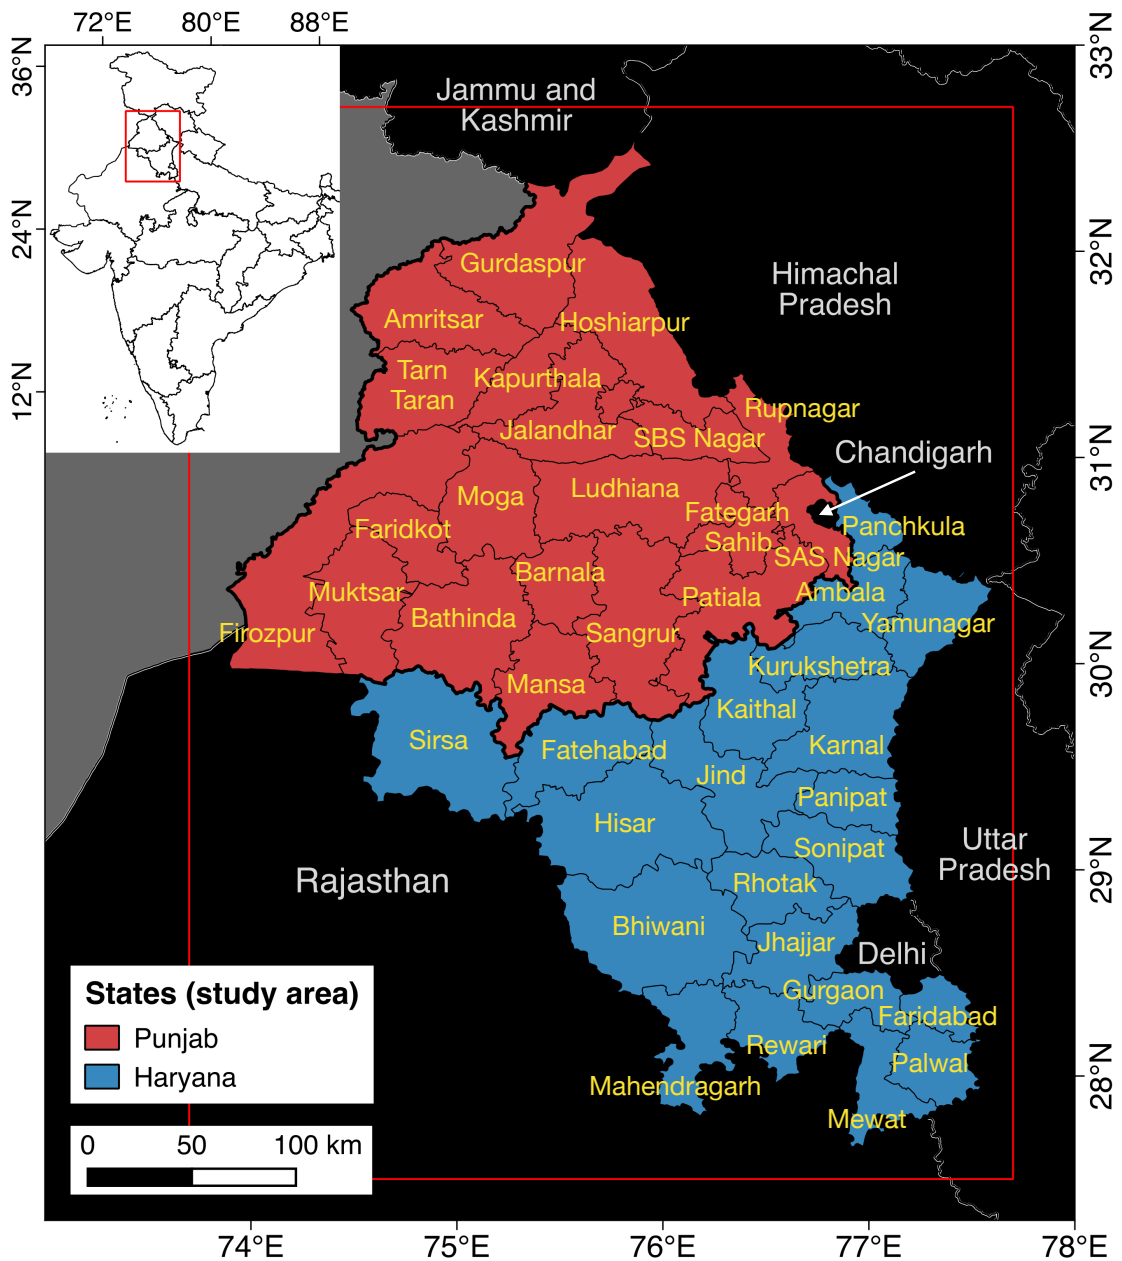 72°E 80°E 88°E
36°N
24°N
12°N
33°N
32°N
31°N
30°N
29°N
28°N
Jammu and
Kashmir
Himachal
Pradesh
Gurdaspur
Amritsar
Hoshiarpur
Tarn
Taran
Kapurthala
Rupnagar
Jalandhar
SBS Nagar
Chandigarh
Moga
Ludhiana
Fategarh
Sahib
Faridkot
Panchkula
SAS Nagar
Barnala
Muktsar
Patiala
Ambala
Bathindha
Firozpur
Sangrur
Yamunagar
Kurukshetra
Mansa
Kaithal
Sirsa
Fatehabad
Karnal
Jind
Panipat
Hisar
Sonipat
Uttar
Pradesh
Rajasthan
Rhotak
Bhiwani
Jhajjar
Delhi
Gurgaon
Faridabad
Rewari
Palwal
Mahendragarh
Mewat
States (study area)
Punjab
Haryana
0 50 100 km
74°E 75°E 76°E 77°E 78°E